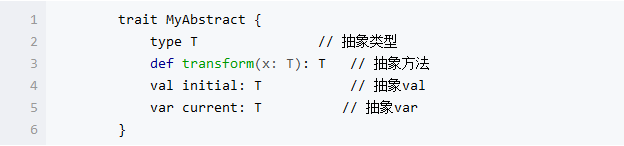 1 trait MyAbstract {
2 type T // 抽象类型
3 def transform(x: T): T // 抽象方法
4 val initial: T // 抽象val
5 var current: T // 抽象var
6 }